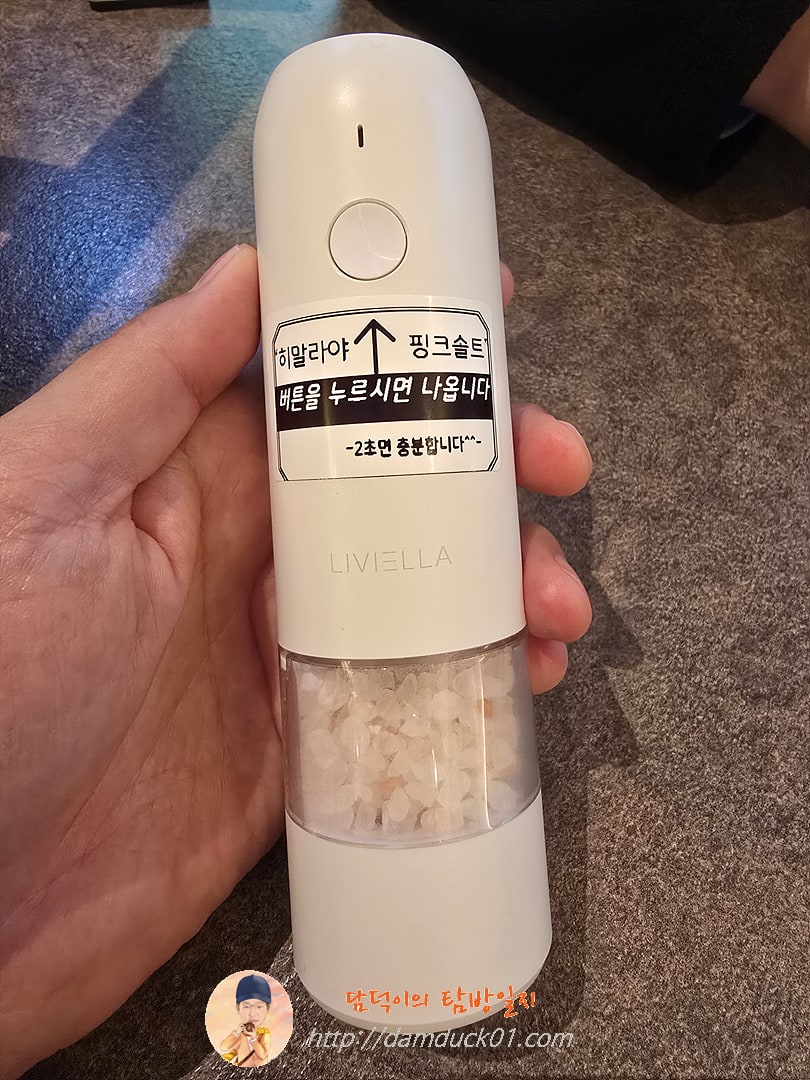 "히말라야 ↑ 핑크솔트"
버튼을 누르시면 나옵니다
-2초면 충분합니다^^-
LIVIELLA
담덕이의 탐방일지
http://damduck01.com